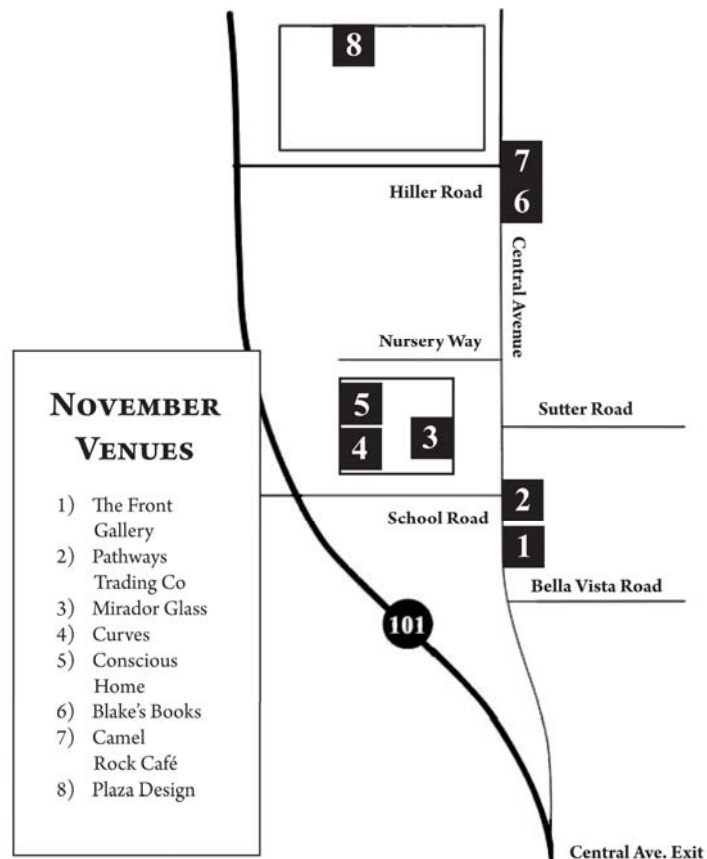 8
7
Hiller Road
6
Central Avenue
Nursery Way
November
Venues
1) The Front
Gallery
2) Pathways
Trading Co
3) Mirador Glass
4) Curves
5) Conscious
Home
6) Blake's Books
7) Camel
Rock Café
8) Plaza Design
5
4
3
Sutter Road
School Road
2
1
Bella Vista Road
101
Central Ave. Exit